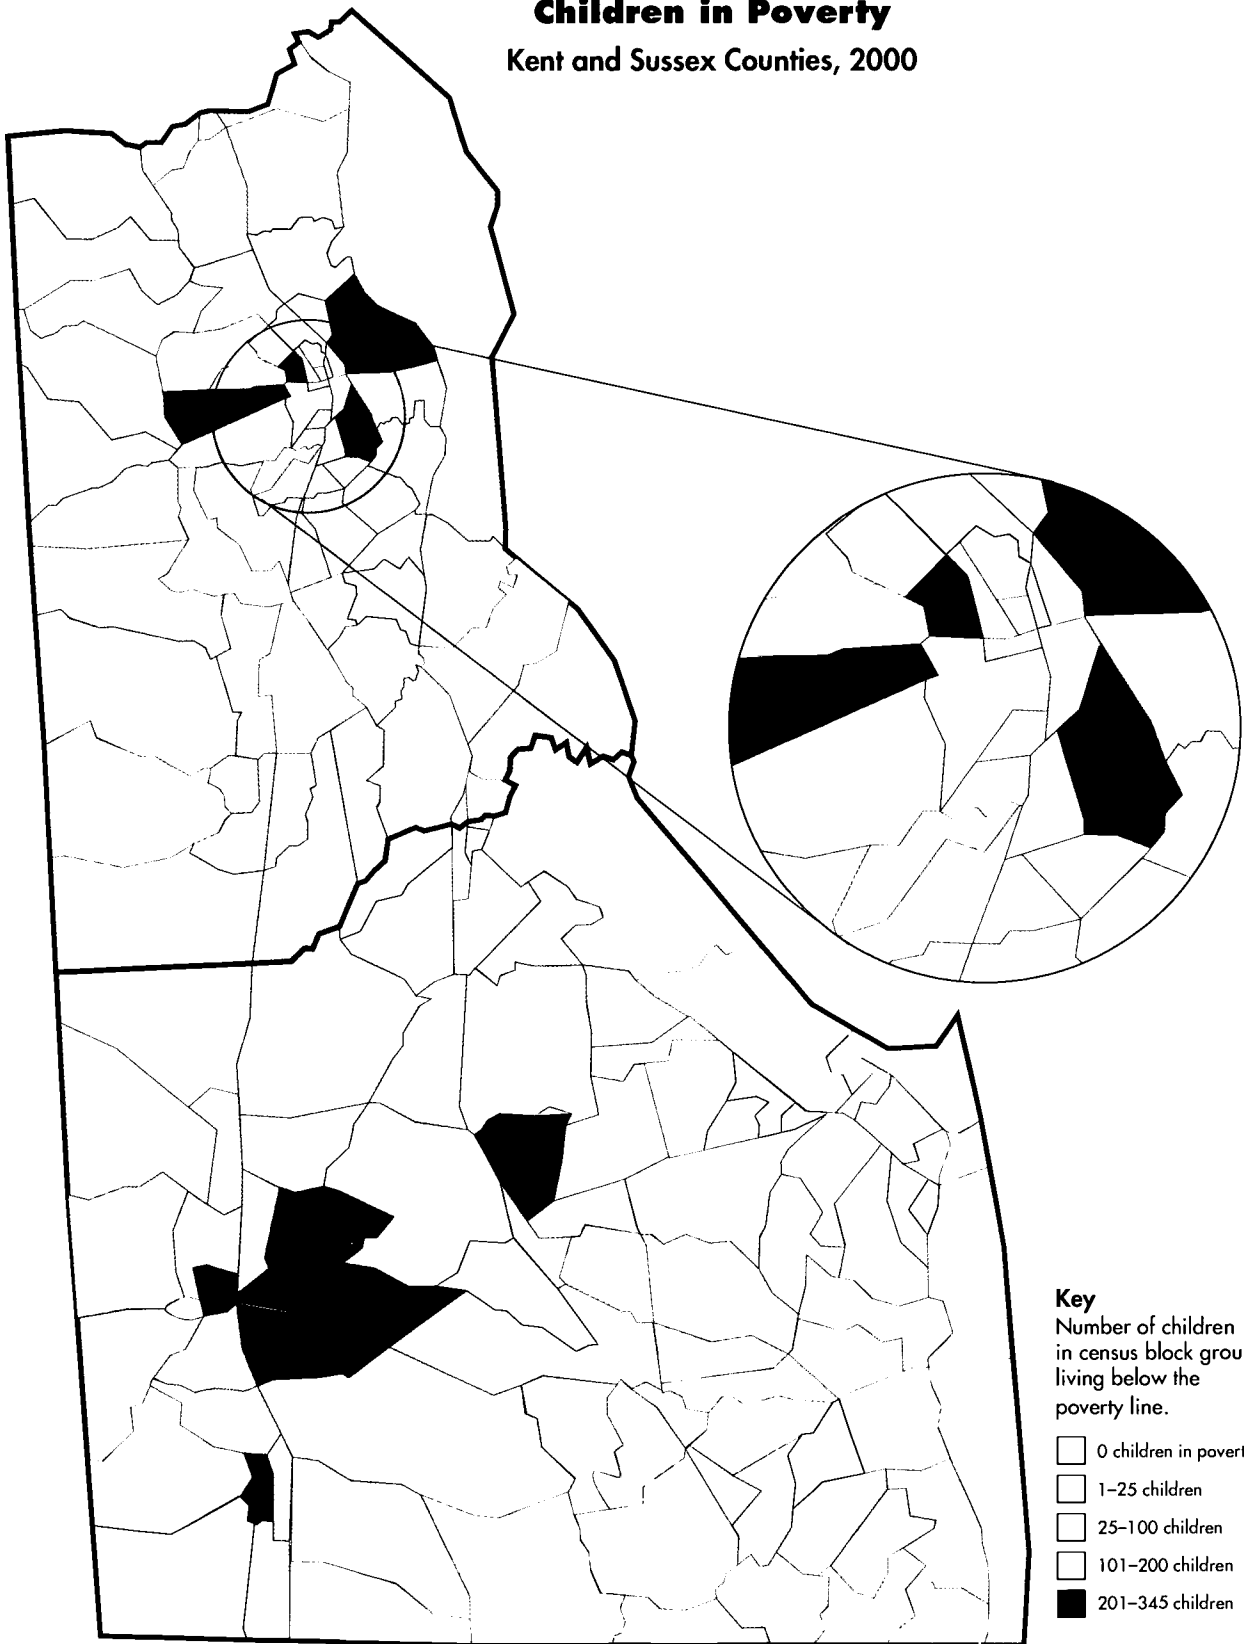 Children in Poverty
Kent and Sussex Counties, 2000
Key
Number of children
in census block grou
living below the
poverty line.
0 children in povert
1–25 children
25–100 children
101–200 children
201–345 children